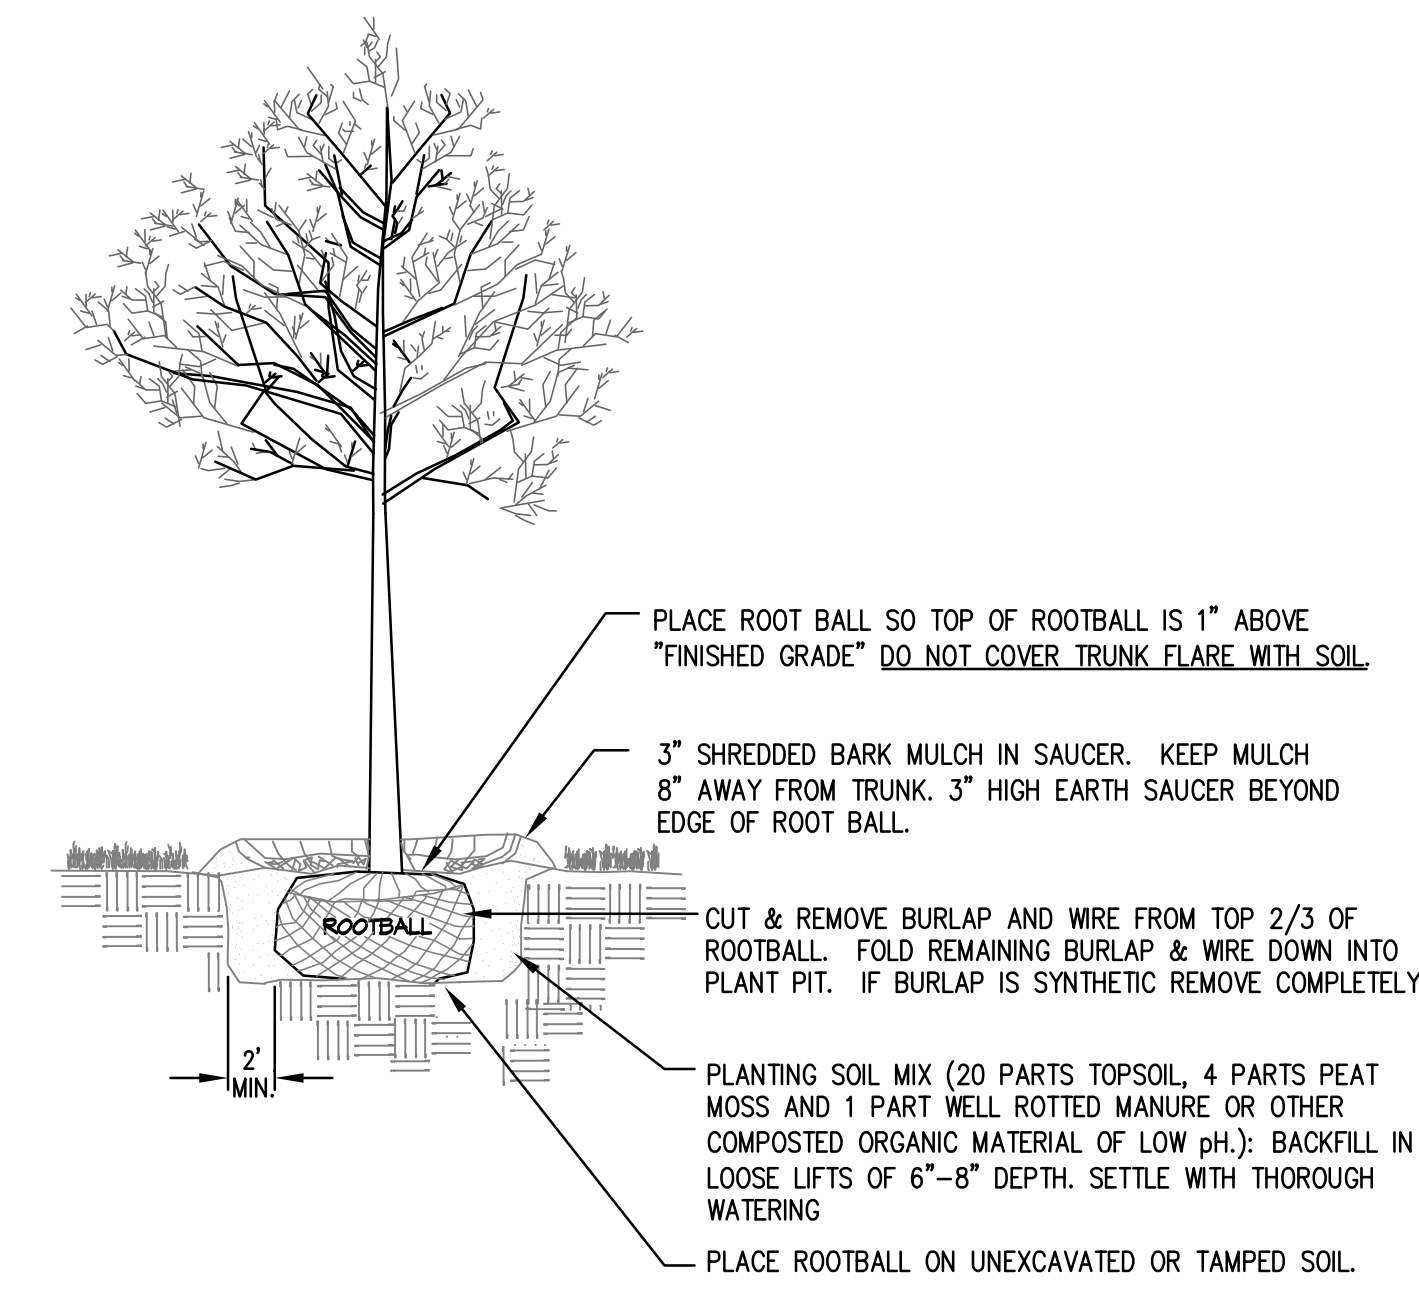 PLACE ROOT BALL SO TOP OF ROOTBALL IS 1" ABOVE
"FINISHED GRADE" DO NOT COVER TRUNK FLARE WITH SOIL.
3" SHREDDED BARK MULCH IN SAUCER. KEEP MULCH
8" AWAY FROM TRUNK. 3" HIGH EARTH SAUCER BEYOND
EDGE OF ROOT BALL.
ROOTBALL
CUT & REMOVE BURLAP AND WIRE FROM TOP 2/3 OF
ROOTBALL. FOLD REMAINING BURLAP & WIRE DOWN INTO
PLANT PIT. IF BURLAP IS SYNTHETIC REMOVE COMPLETELY
2'
MIN.
PLANTING SOIL MIX (20 PARTS TOPSOIL, 4 PARTS PEAT
MOSS AND 1 PART WELL ROTTED MANURE OR OTHER
COMPOSTED ORGANIC MATERIAL OF LOW pH.): BACKFILL IN
LOOSE LIFTS OF 6"-8" DEPTH. SETTLE WITH THOROUGH
WATERING
PLACE ROOTBALL ON UNEXCAVATED OR TAMPED SOIL.